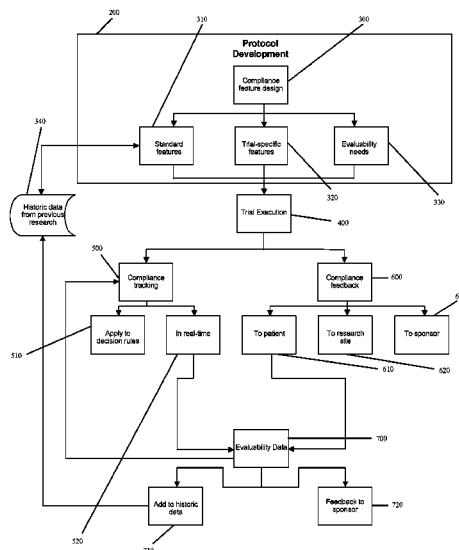 200
310
300
Protocol
Development
Compliance
feature design
340
Standard
features
Trial-specific
features
Evaluability
needs
320
330
Historic data
from previous
research
Trial Execution
400
500
600
Compliance
tracking
Compliance
feedback
Apply to
decision rules
In real-time
To patient
To research
site
To sponsor
510
610
620
700
Evaluability Data
Add to historic
data
Feedback to
sponsor
720
520